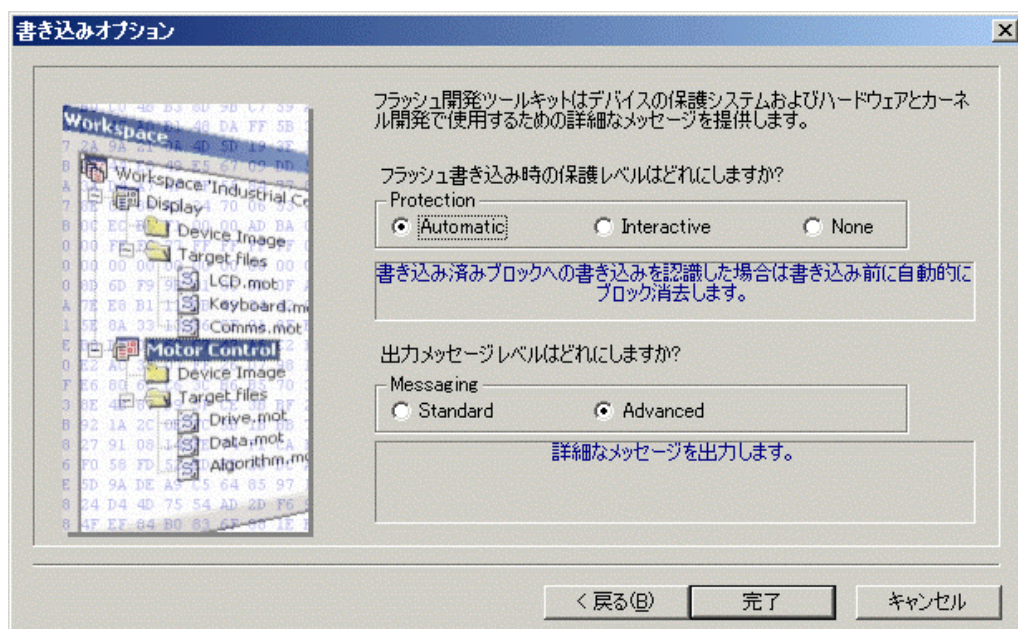 書き込みオプション
フラッシュ開発ツールキットはデバイスの保護システムおよびハードウェアとカーネ
ル開発で使用するための詳細なメッセージを提供します。
フラッシュ書き込み時の保護レベルはどれにしますか?
Protection
Automatic Interactive None
書き込み済みブロックへの書き込みを認識した場合は書き込み前に自動的に
ブロック消去します。
出力メッセージレベルはどれにしますか?
Messaging
Standard Advanced
詳細なメッセージを出力します。
Workspace
Workspace 'Industrial
Display
Device Image
Target files
LCD.mot
Keyboard.m
Comms.mot
Motor Control
Device Image
Target files
Drive.mot
Data.mot
Algorithm.m
< 戻る(B) 完了 キャンセル